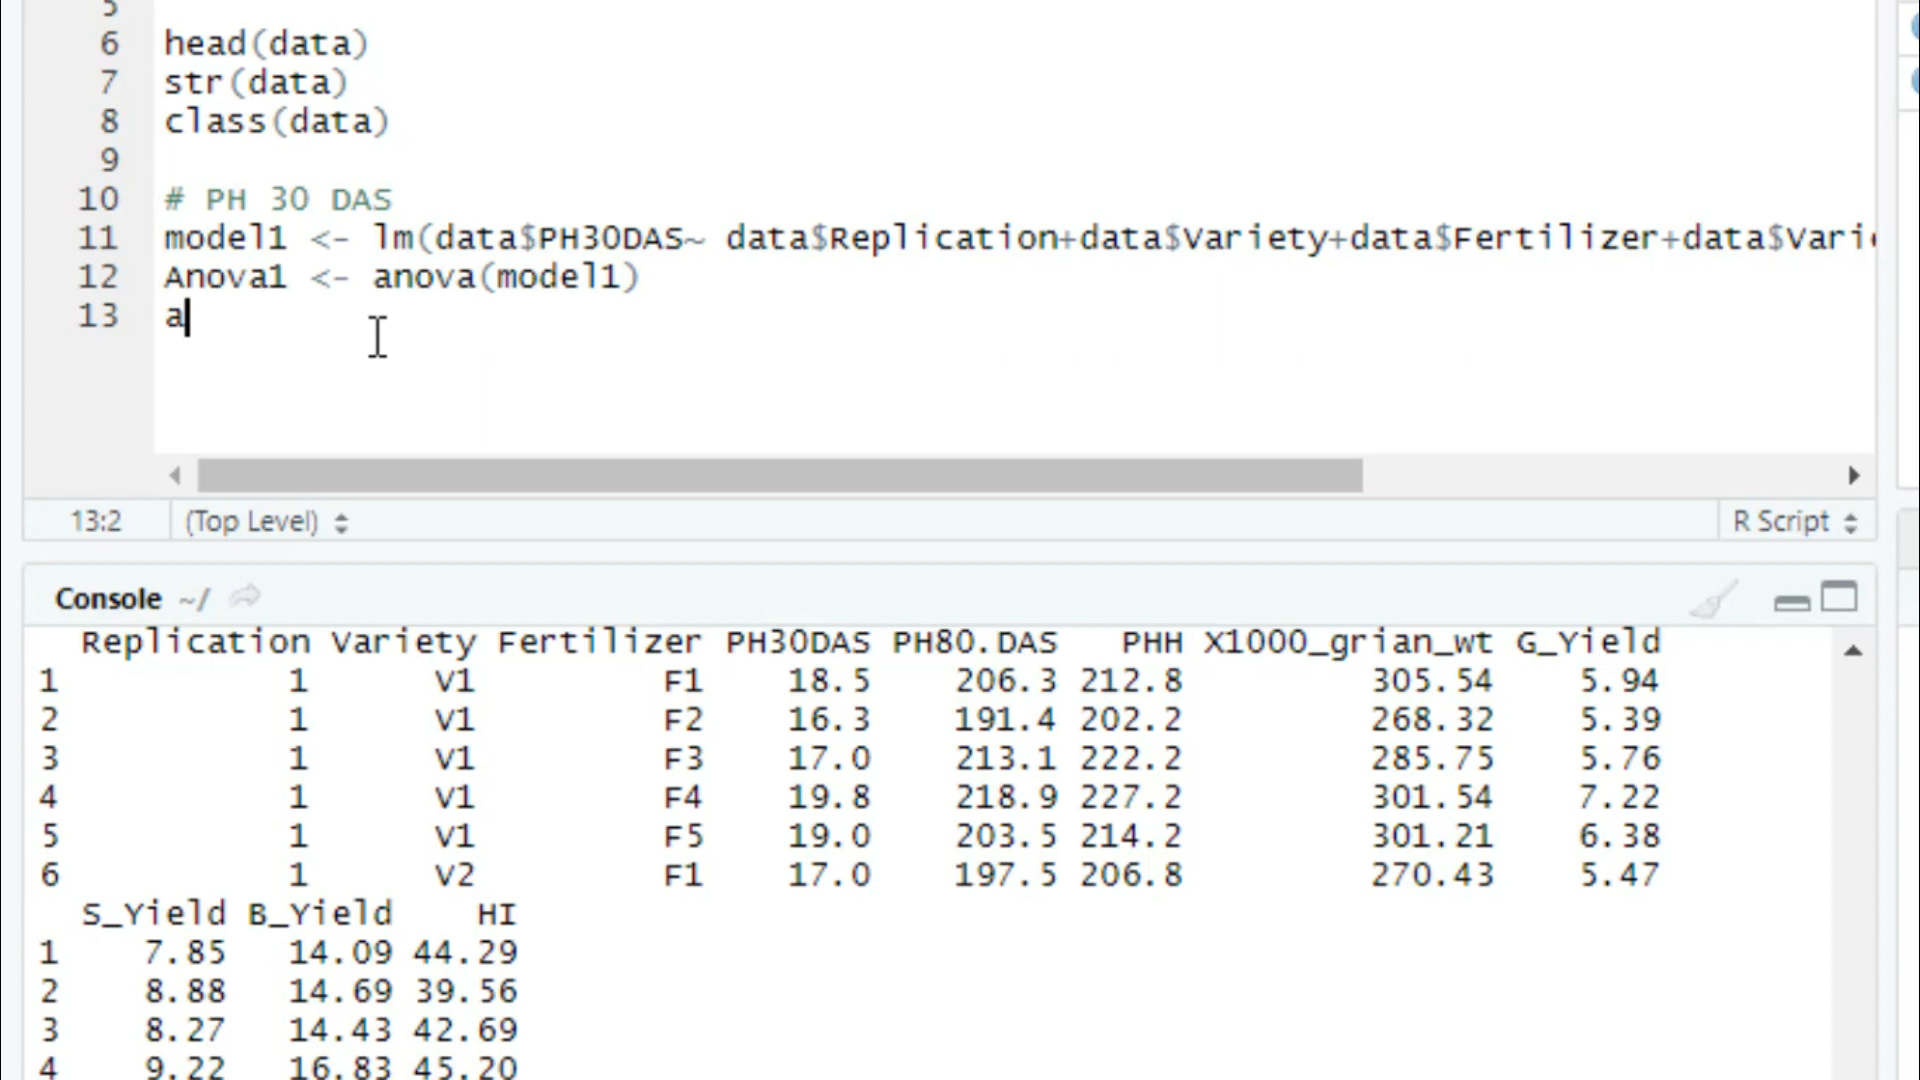 5
6 head(data)
7 str(data)
8 class(data)
9
10 # PH 30 DAS
11 model1 <- lm(data$PH30DAS~ data$Replication+data$Variety+data$Fertilizer+data$Vari
12 Anova1 <- anova(model1)
13 a
13:2 (Top Level) R Script
Console ~/
Replication Variety Fertilizer PH30DAS PH80.DAS PHH X1000_grian_wt G_Yield
1 1 V1 F1 18.5 206.3 212.8 305.54 5.94
2 1 V1 F2 16.3 191.4 202.2 268.32 5.39
3 1 V1 F3 17.0 213.1 222.2 285.75 5.76
4 1 V1 F4 19.8 218.9 227.2 301.54 7.22
5 1 V1 F5 19.0 203.5 214.2 301.21 6.38
6 1 V2 F1 17.0 197.5 206.8 270.43 5.47
S_Yield B_Yield HI
1 7.85 14.09 44.29
2 8.88 14.69 39.56
3 8.27 14.43 42.69
4 9.22 16.83 45.20